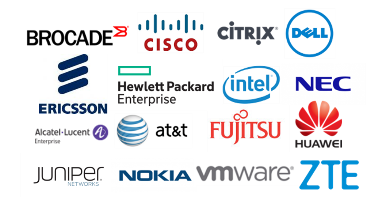 BROCADE
CISCO
CITRIX
DELL
ERICSSON
Hewlett Packard
Enterprise
intel
NEC
Alcatel·Lucent
Enterprise
at&t
FUJITSU
HUAWEI
JUNIPER
NETWORKS
NOKIA
vmware
ZTE